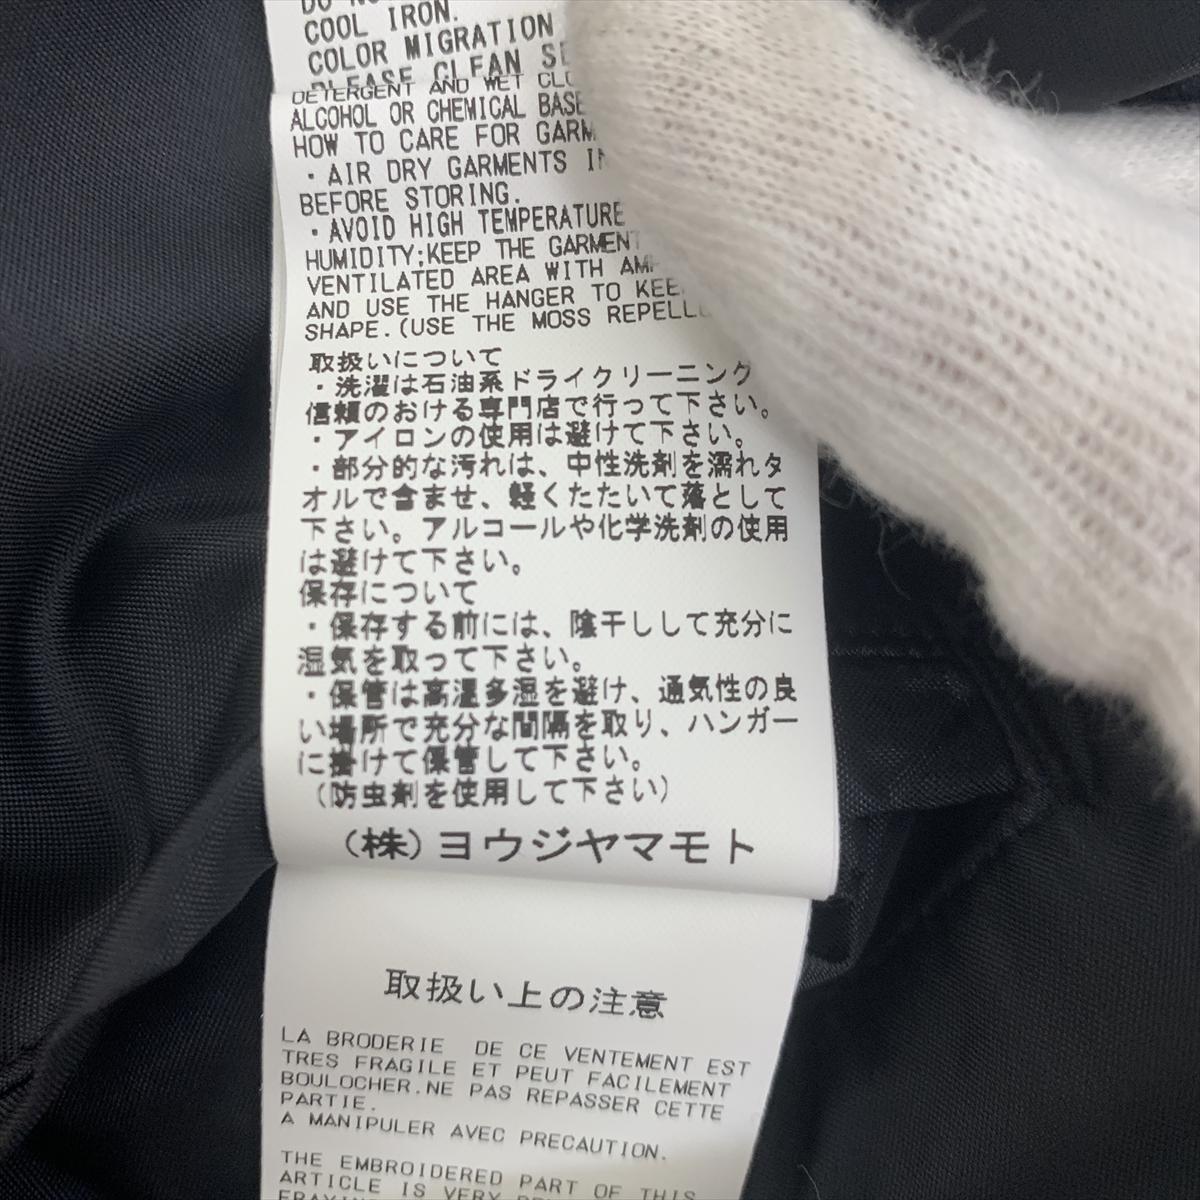 COOL IRON.
COLOR MIGRATION
PLEASE CLEAN
DETERGENT AND WET
ALCOHOL OR CHEMICAL BASE
HOW TO CARE FOR
・AIR DRY GARMENTS
BEFORE STORING.
・AVOID HIGH TEMPERATURE
HUMIDITY;KEEP THE GARMENT
VENTILATED AREA WITH
AND USE THE HANGER TO
SHAPE.(USE THE MOSS
取扱いについて
・洗濯は石油系ドライクリーニング
信頼のおける専門店で行って下さい。
・アイロンの使用は避けて下さい。
・部分的な汚れは、中性洗剤を濡れタ
オルで含ませ、軽くたたいて落として
下さい。アルコールや化学洗剤の使用
は避けて下さい。
保存について
・保存する前には、陰干しして充分に
湿気を取って下さい。
・保管は高温多湿を避け、通気性の良
い場所で充分な間隔を取り、ハンガー
に掛けて保管して下さい。
（防虫剤を使用して下さい）
（株）ヨウジヤマモト
取扱い上の注意
LA BRODERIE DE CE VENTEMENT EST
TRES FRAGILE ET PEUT FACILEMENT
BOULOCHER.NE PAS REPASSER CETTE
PARTIE.
A MANIPULER AVEC PRECAUTION.
THE EMBROIDERED PART OF THIS
ARTICLE IS VERY